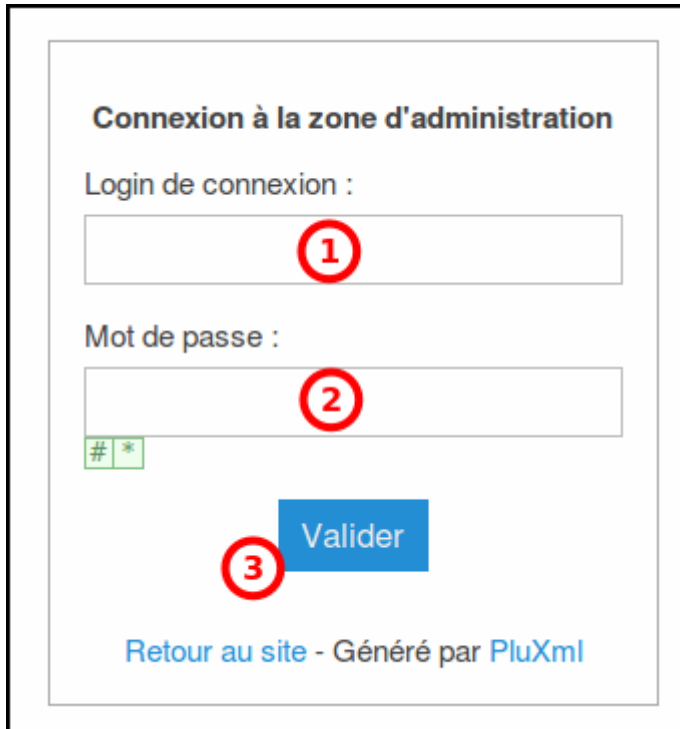 Connexion à la zone d'administration
Login de connexion :
1
Mot de passe :
2
# *
Valider
3
Retour au site - Généré par PluXml